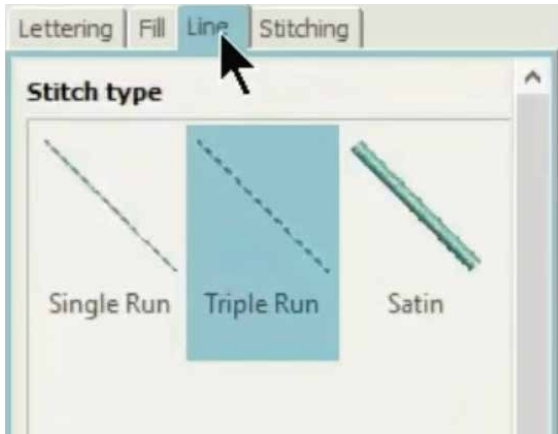 Lettering Fill Line Stitching
Stitch type
Single Run Triple Run Satin